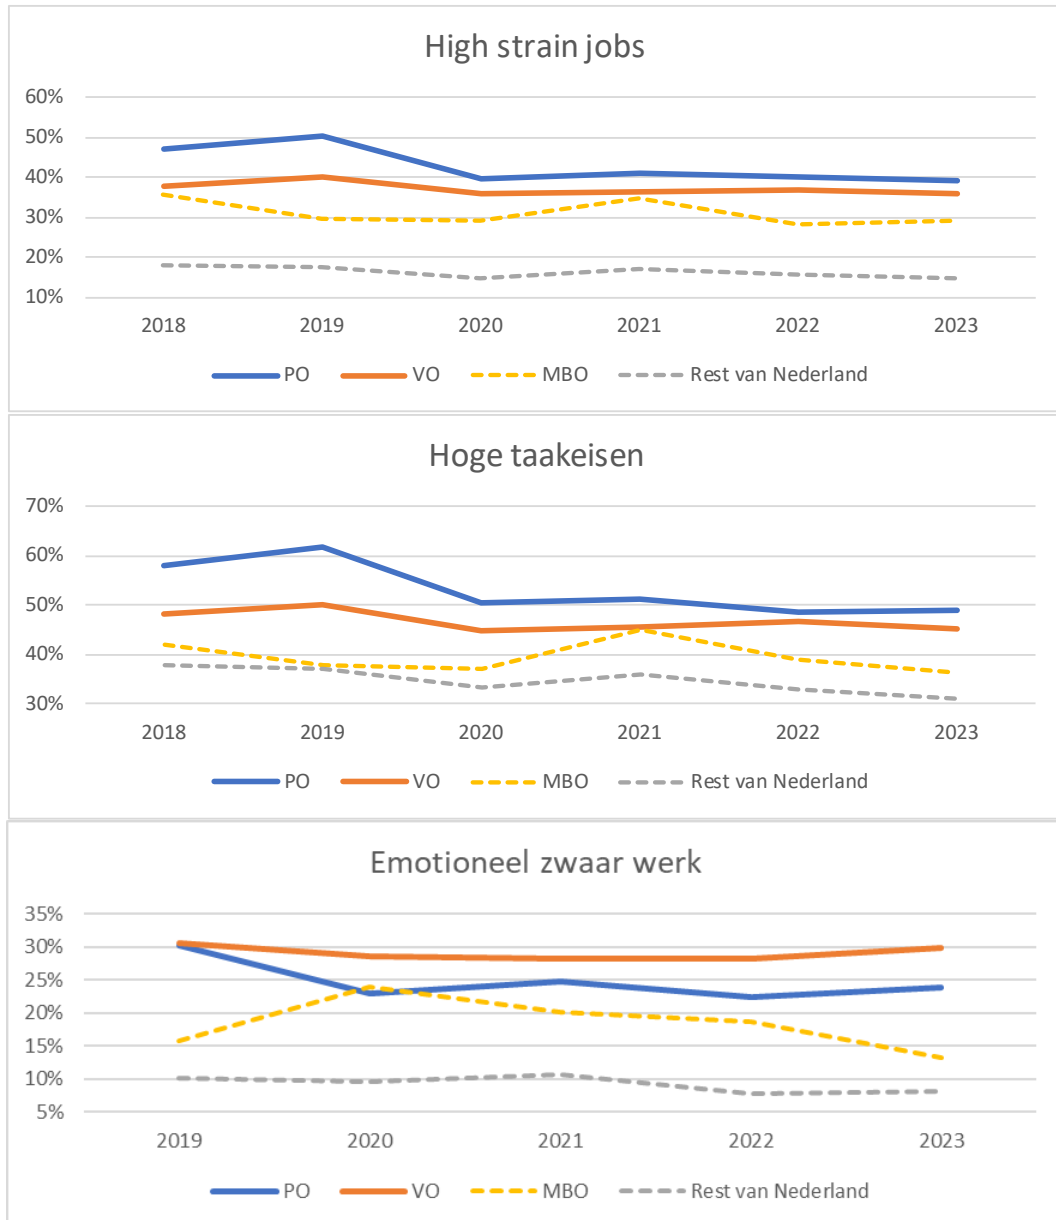 High strain jobs
60%
50%
40%
30%
20%
10%
2018 2019 2020 2021 2022 2023
PO VO MBO Rest van Nederland
Hoge taakeisen
70%
60%
50%
40%
30%
2018 2019 2020 2021 2022 2023
PO VO MBO Rest van Nederland
Emotioneel zwaar werk
35%
30%
25%
20%
15%
10%
5%
2019 2020 2021 2022 2023
PO VO MBO Rest van Nederland